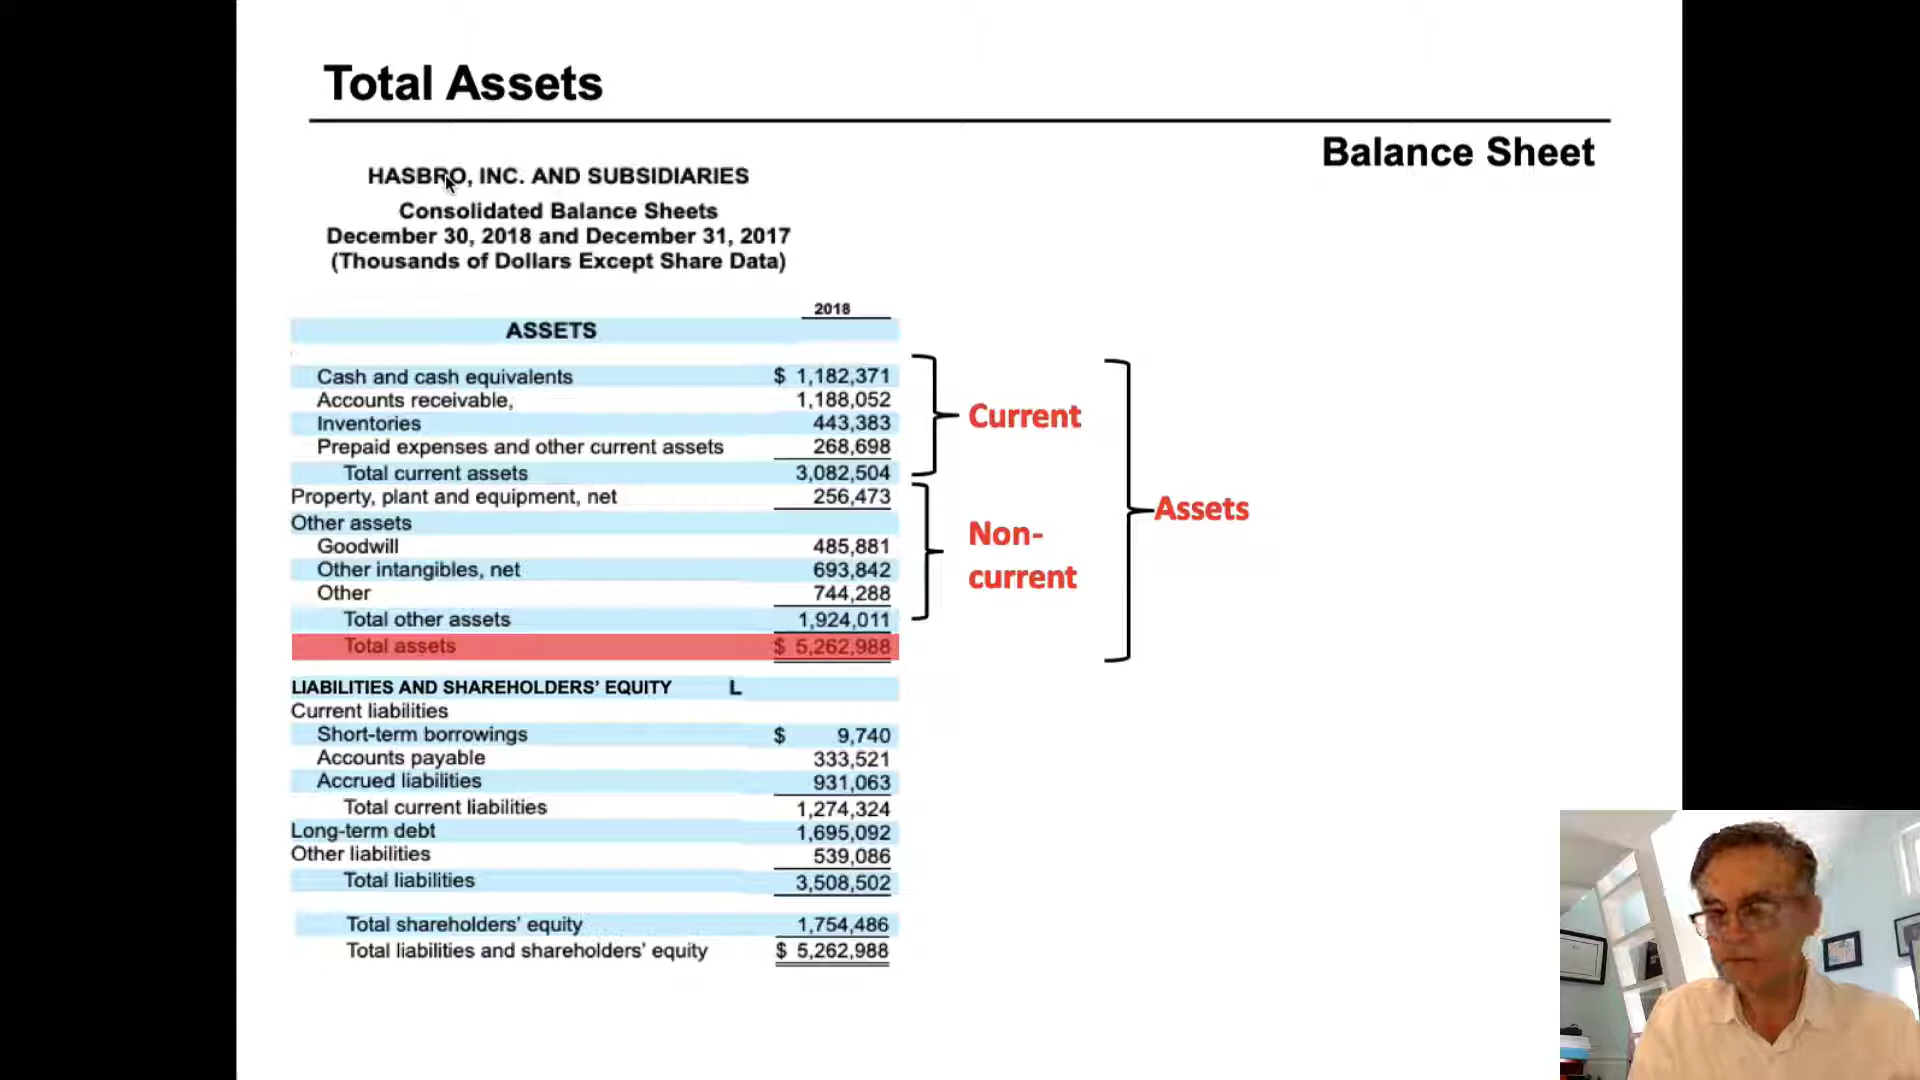 Total Assets
Balance Sheet
HASBRO, INC. AND SUBSIDIARIES
Consolidated Balance Sheets
December 30, 2018 and December 31, 2017
(Thousands of Dollars Except Share Data)
2018
ASSETS
Cash and cash equivalents $ 1,182,371
Accounts receivable, 1,188,052
Inventories 443,383
Prepaid expenses and other current assets 268,698
Total current assets 3,082,504
Property, plant and equipment, net 256,473
Other assets
Goodwill 485,881
Other intangibles, net 693,842
Other 744,288
Total other assets 1,924,011
Total assets $ 5,262,988
Current
Non-
current
Assets
LIABILITIES AND SHAREHOLDERS' EQUITY L
Current liabilities
Short-term borrowings $ 9,740
Accounts payable 333,521
Accrued liabilities 931,063
Total current liabilities 1,274,324
Long-term debt 1,695,092
Other liabilities 539,086
Total liabilities 3,508,502
Total shareholders' equity 1,754,486
Total liabilities and shareholders' equity $ 5,262,988